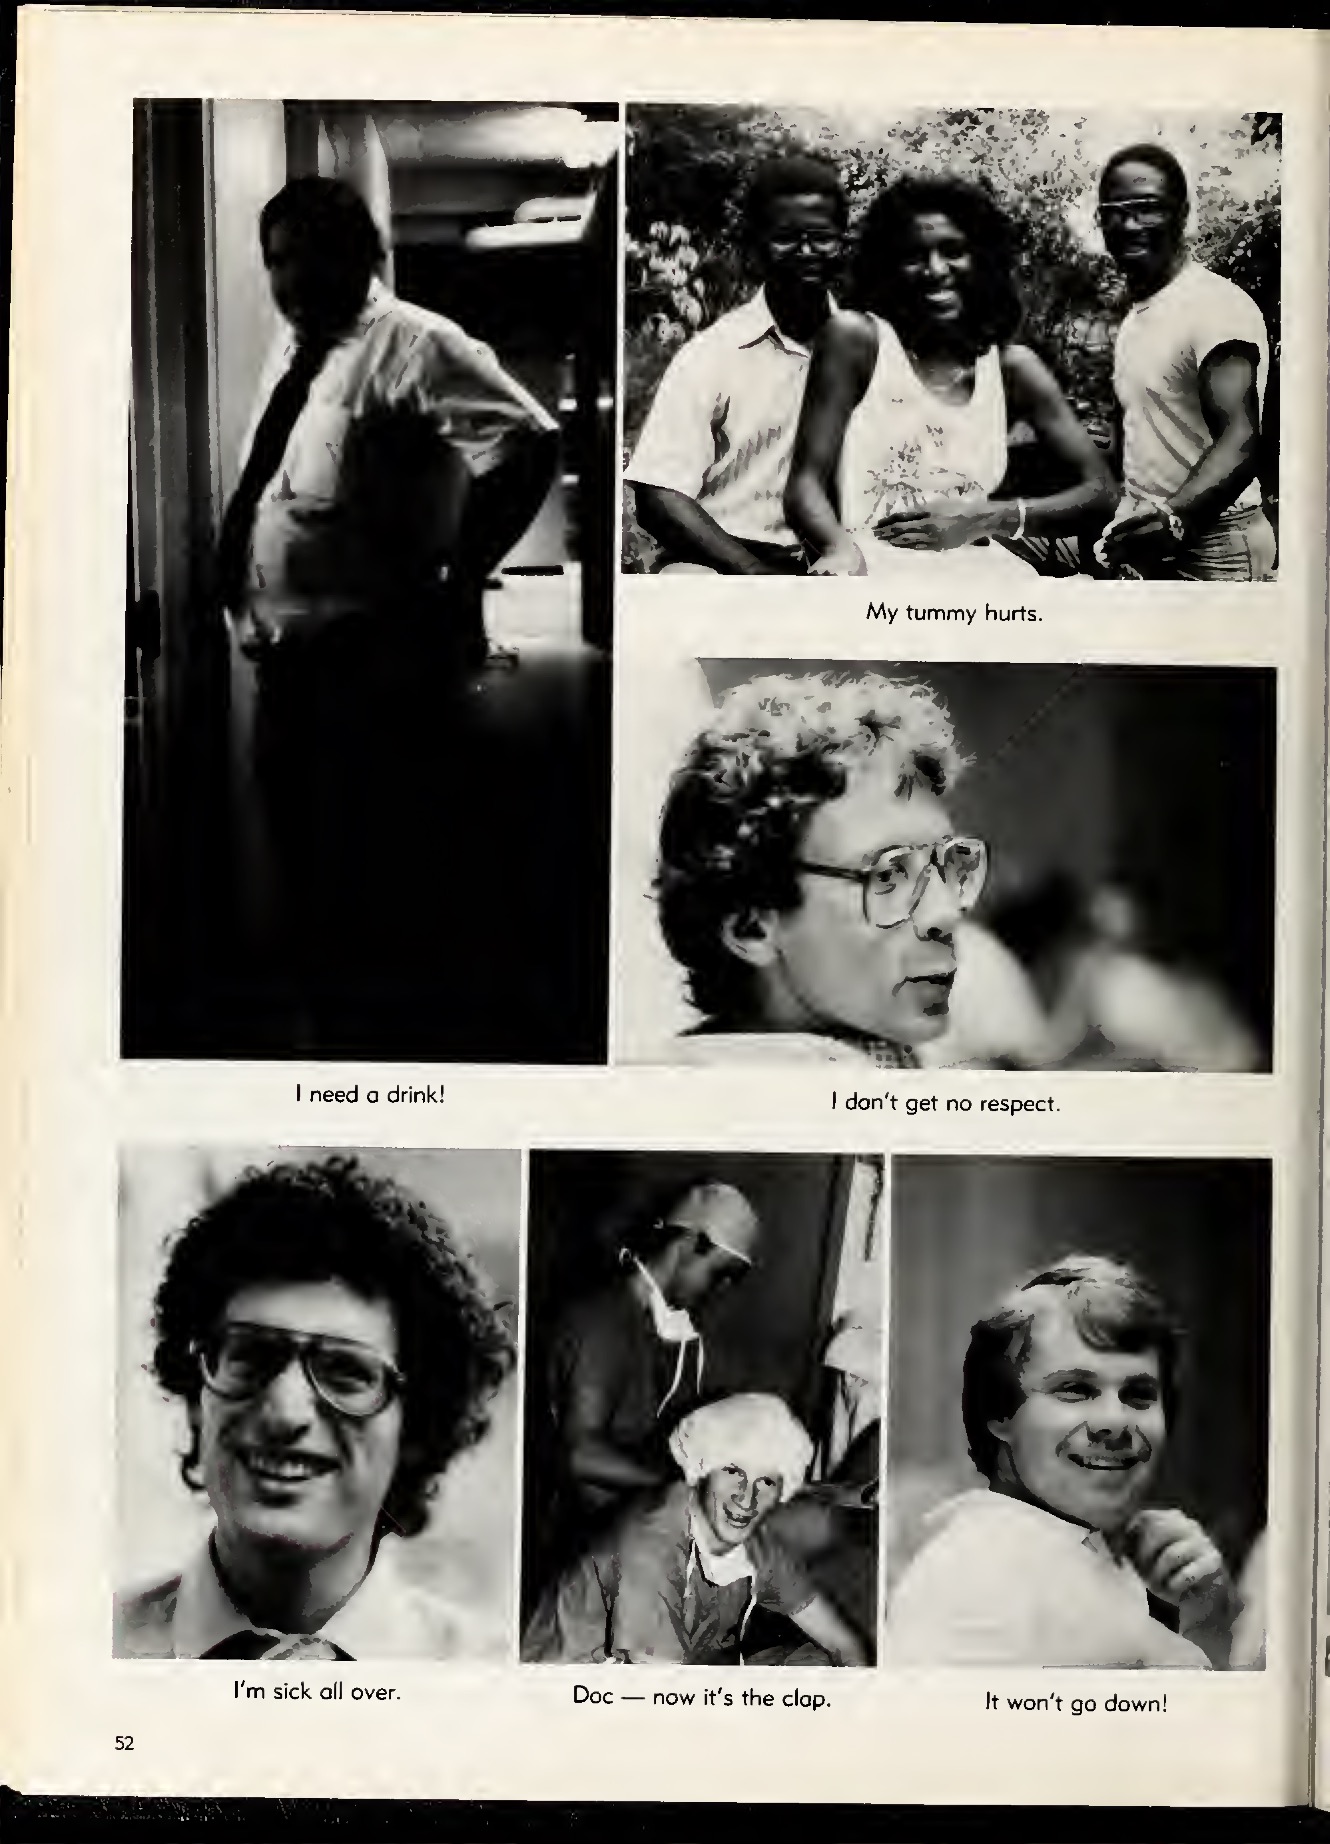 My tummy hurts.
I need a drink!
I don't get no respect.
I'm sick all over.
Doc — now it's the clap.
It won't go down!
52